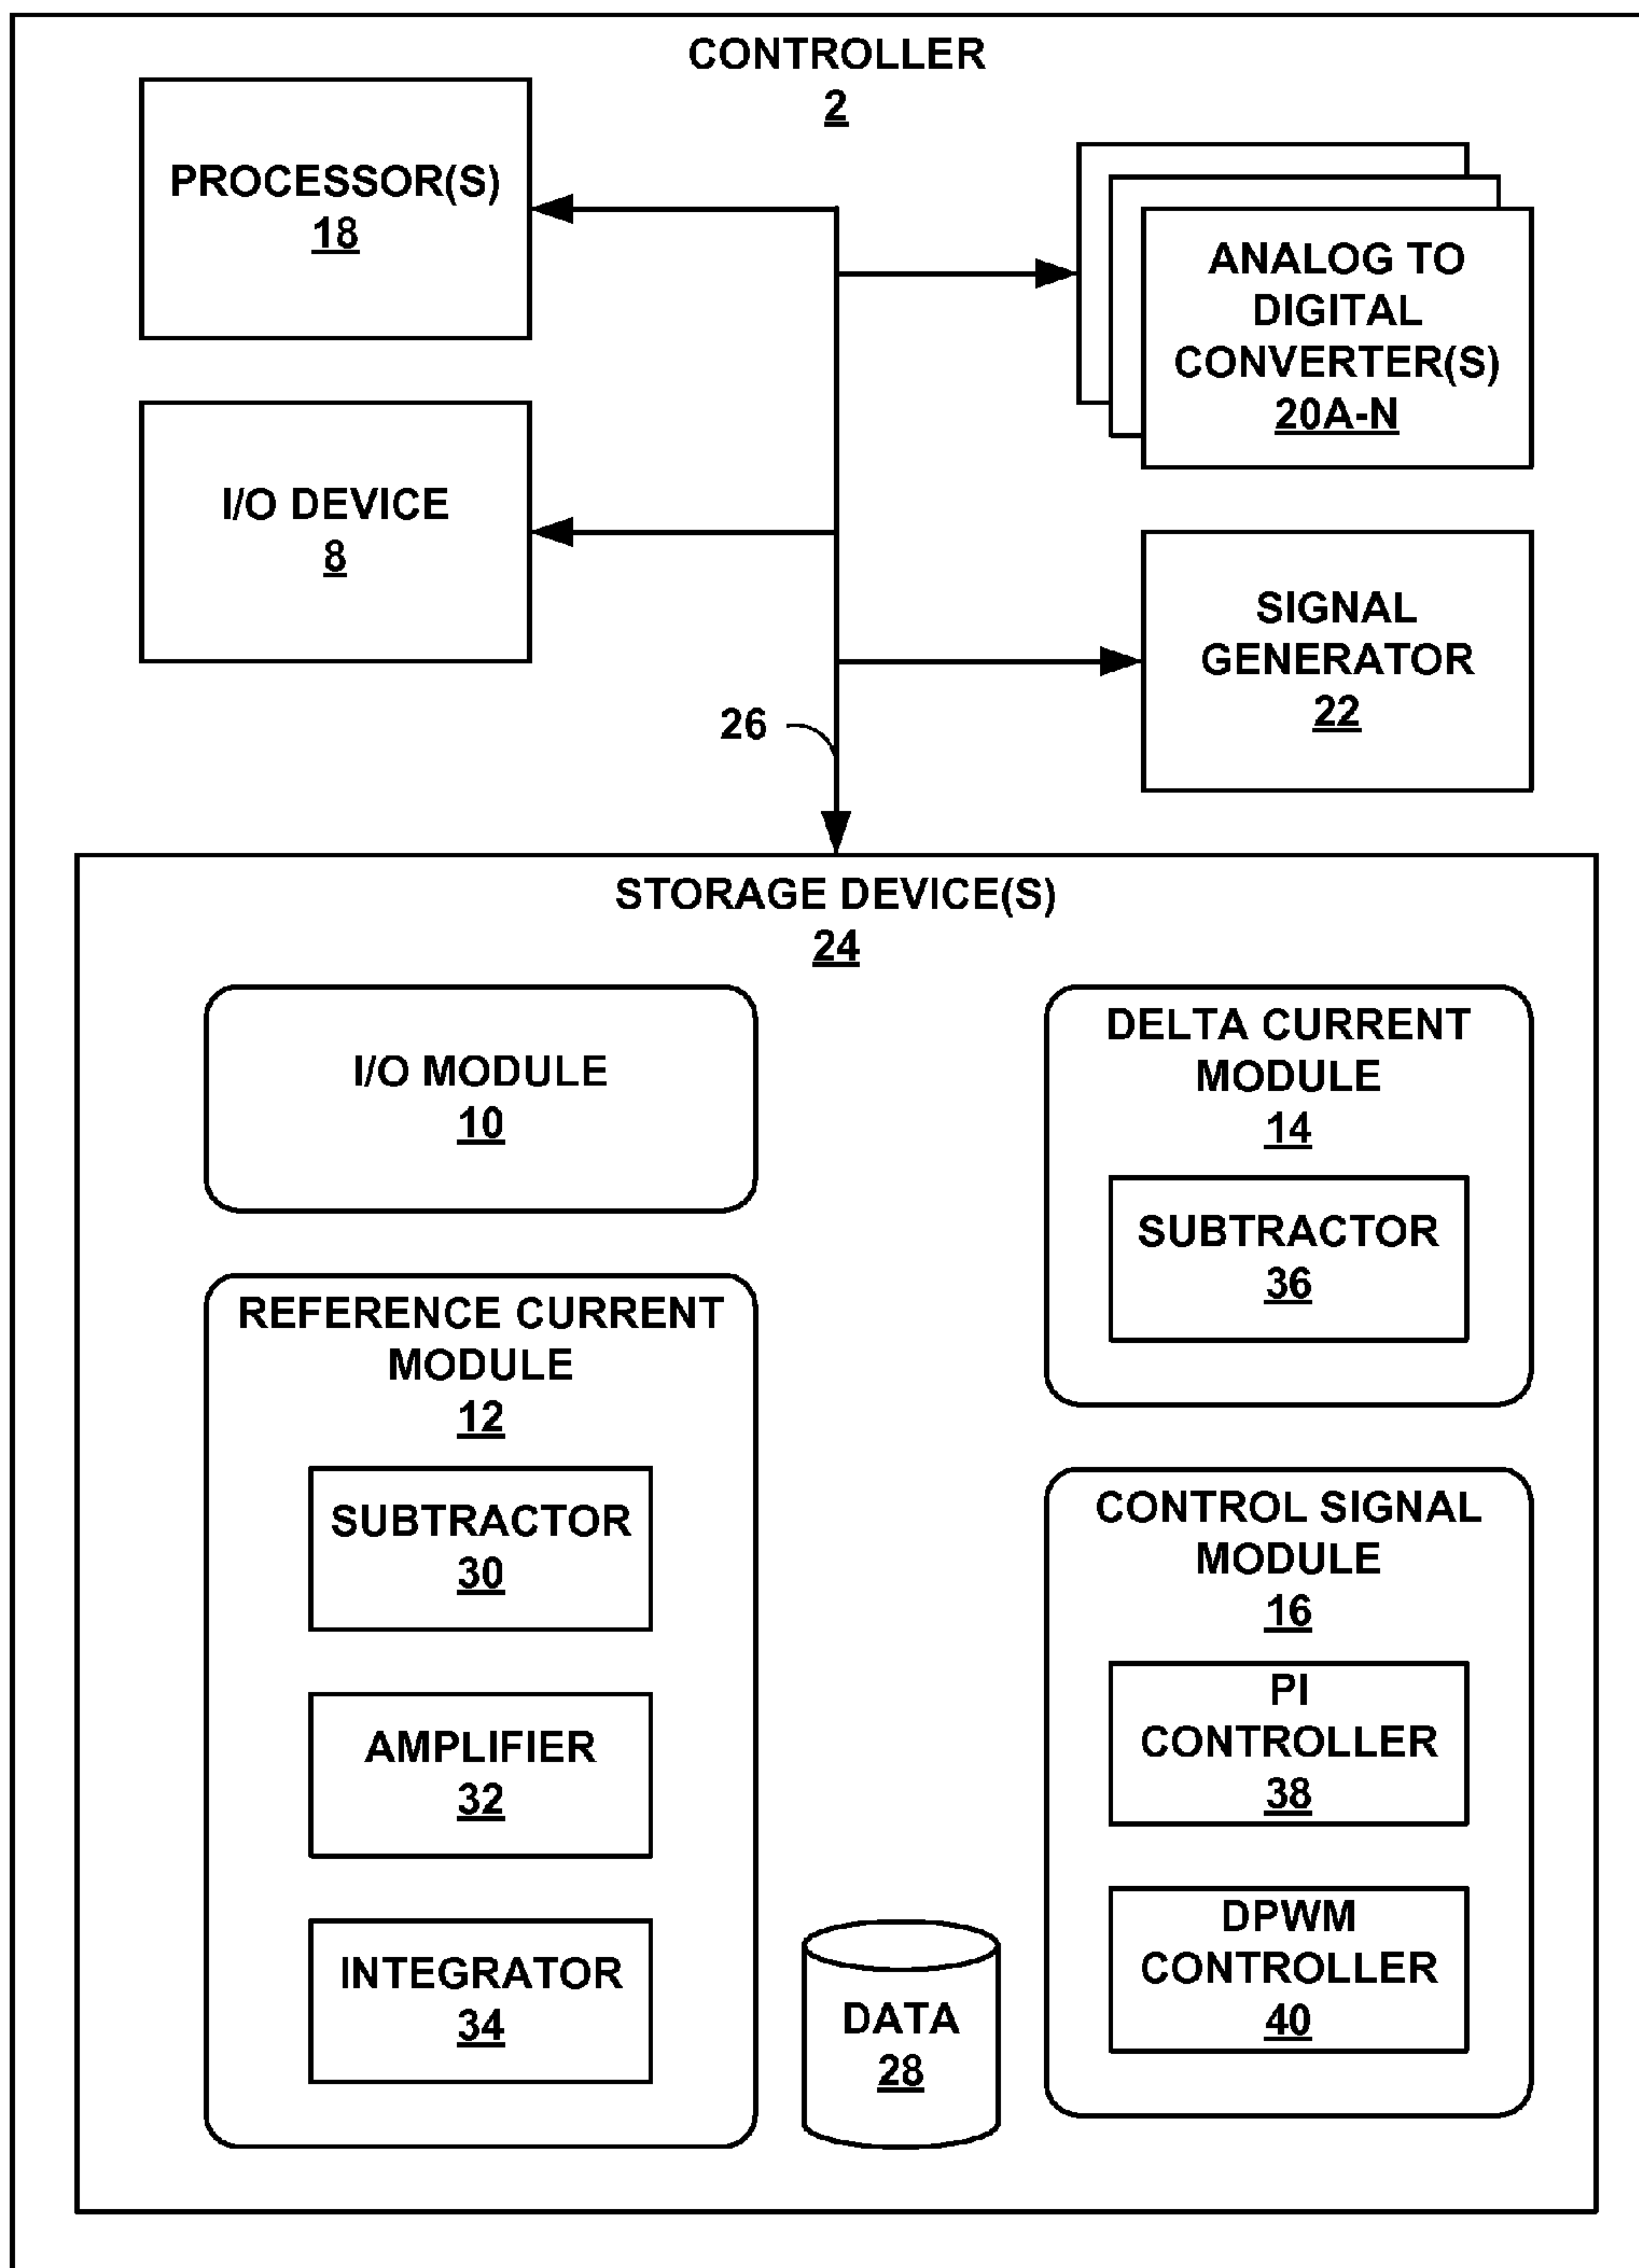 CONTROLLER
2
PROCESSOR(S)
18
ANALOG TO
DIGITAL
CONVERTER(S)
20A-N
I/O DEVICE
8
SIGNAL
GENERATOR
22
26
STORAGE DEVICE(S)
24
I/O MODULE
10
DELTA CURRENT
MODULE
14
SUBTRACTOR
36
REFERENCE CURRENT
MODULE
12
SUBTRACTOR
30
AMPLIFIER
32
INTEGRATOR
34
CONTROL SIGNAL
MODULE
16
PI
CONTROLLER
38
DPWM
CONTROLLER
40
DATA
28